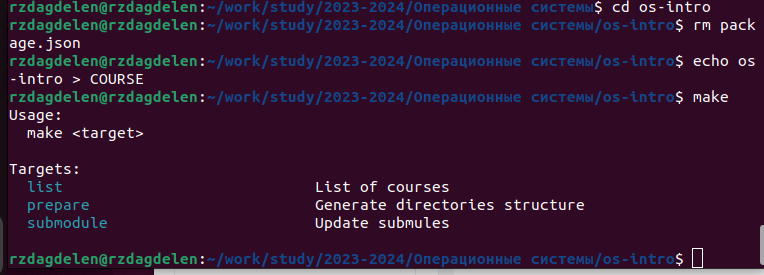 rzdagdelen@rzdagdelen:~/work/study/2023-2024/Операционные системы$ cd os-intro
rzdagdelen@rzdagdelen:~/work/study/2023-2024/Операционные системы/os-intro$ rm pack
age.json
rzdagdelen@rzdagdelen:~/work/study/2023-2024/Операционные системы/os-intro$ echo os
-intro > COURSE
rzdagdelen@rzdagdelen:~/work/study/2023-2024/Операционные системы/os-intro$ make
Usage:
  make <target>

Targets:
  list                            List of courses
  prepare                         Generate directories structure
  submodule                       Update submules

rzdagdelen@rzdagdelen:~/work/study/2023-2024/Операционные системы/os-intro$